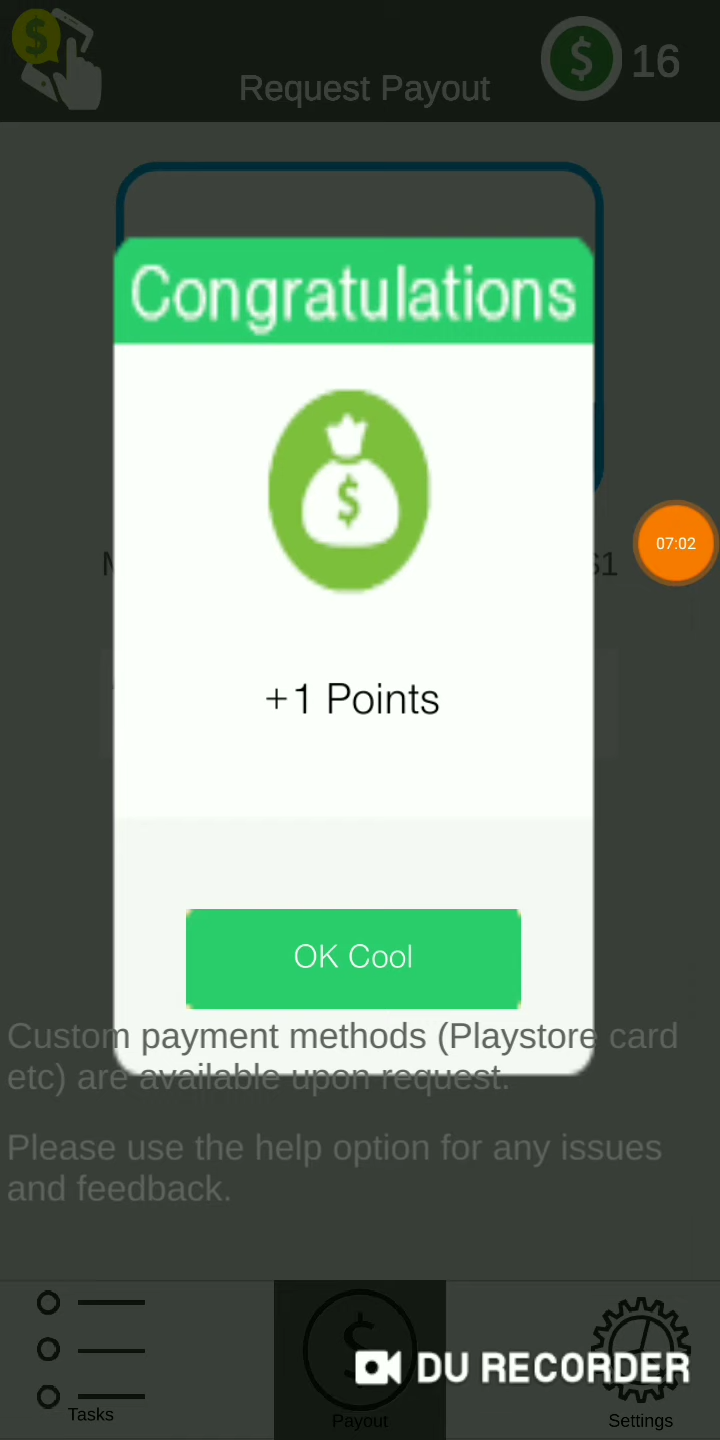 16
Request Payout
Congratulations
$1
07:02
+1 Points
OK Cool
Custom payment methods (Playstore card
etc) are available upon request.
Please use the help option for any issues
and feedback.
DU RECORDER
Tasks
Payout
Settings